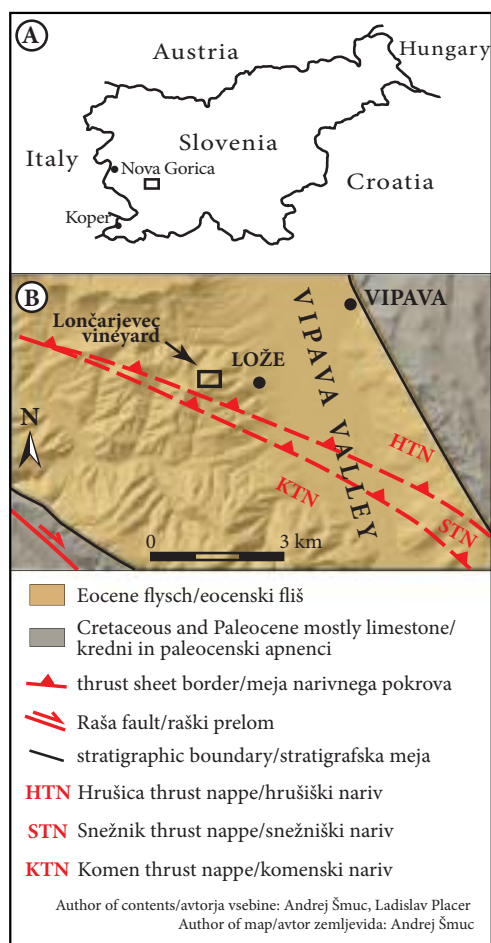 A
Austria
Hungary
Slovenia
Italy
Nova Gorica
Croatia
Koper
B
VIPAVA
Lončarjevec
vineyard
LOŽE
VIPAVA VALLEY
N
HTN
KTN
STN
0 3 km
Eocene flysch/eocenski fliš
Cretaceous and Paleocene mostly limestone/
kredni in paleocenski apnenci
thrust sheet border/meja narivnega pokrova
Raša fault/raški prelom
stratigraphic boundary/stratigrafska meja
HTN Hrušica thrust nappe/hrušiški nariv
STN Snežnik thrust nappe/snežniški nariv
KTN Komen thrust nappe/komenski nariv
Author of contents/avtorja vsebine: Andrej Šmuc, Ladislav Placer
Author of map/avtor zemljevida: Andrej Šmuc